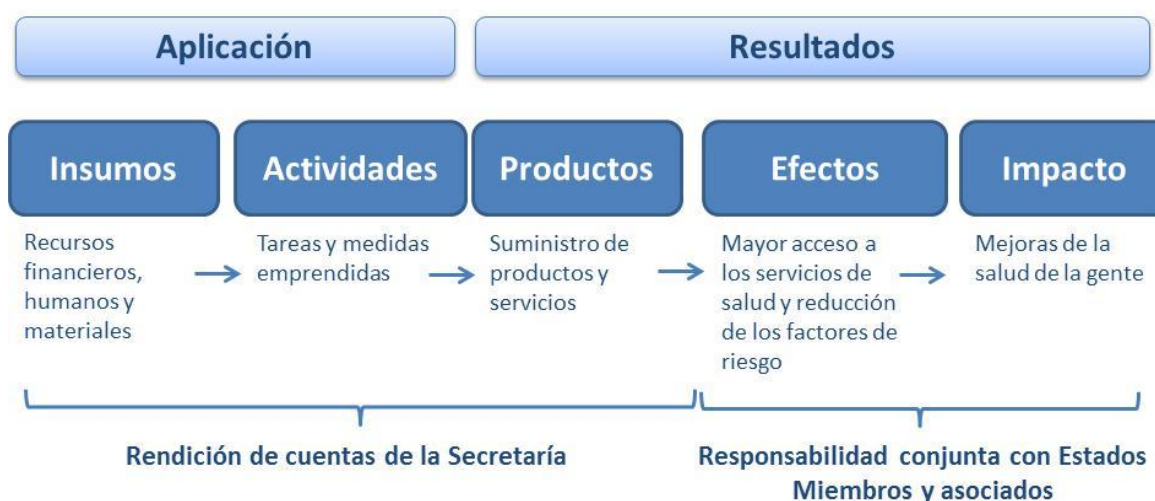 Aplicación
Resultados
Insumos
Actividades
Productos
Efectos
Impacto
Recursos
financieros,
humanos y
materiales
Tareas y medidas
emprendidas
Suministro de
productos y
servicios
Mayor acceso a
los servicios de
salud y reducción
de los factores de
riesgo
Mejoras de la
salud de la gente
Rendición de cuentas de la Secretaría
Responsabilidad conjunta con Estados
Miembros y asociados